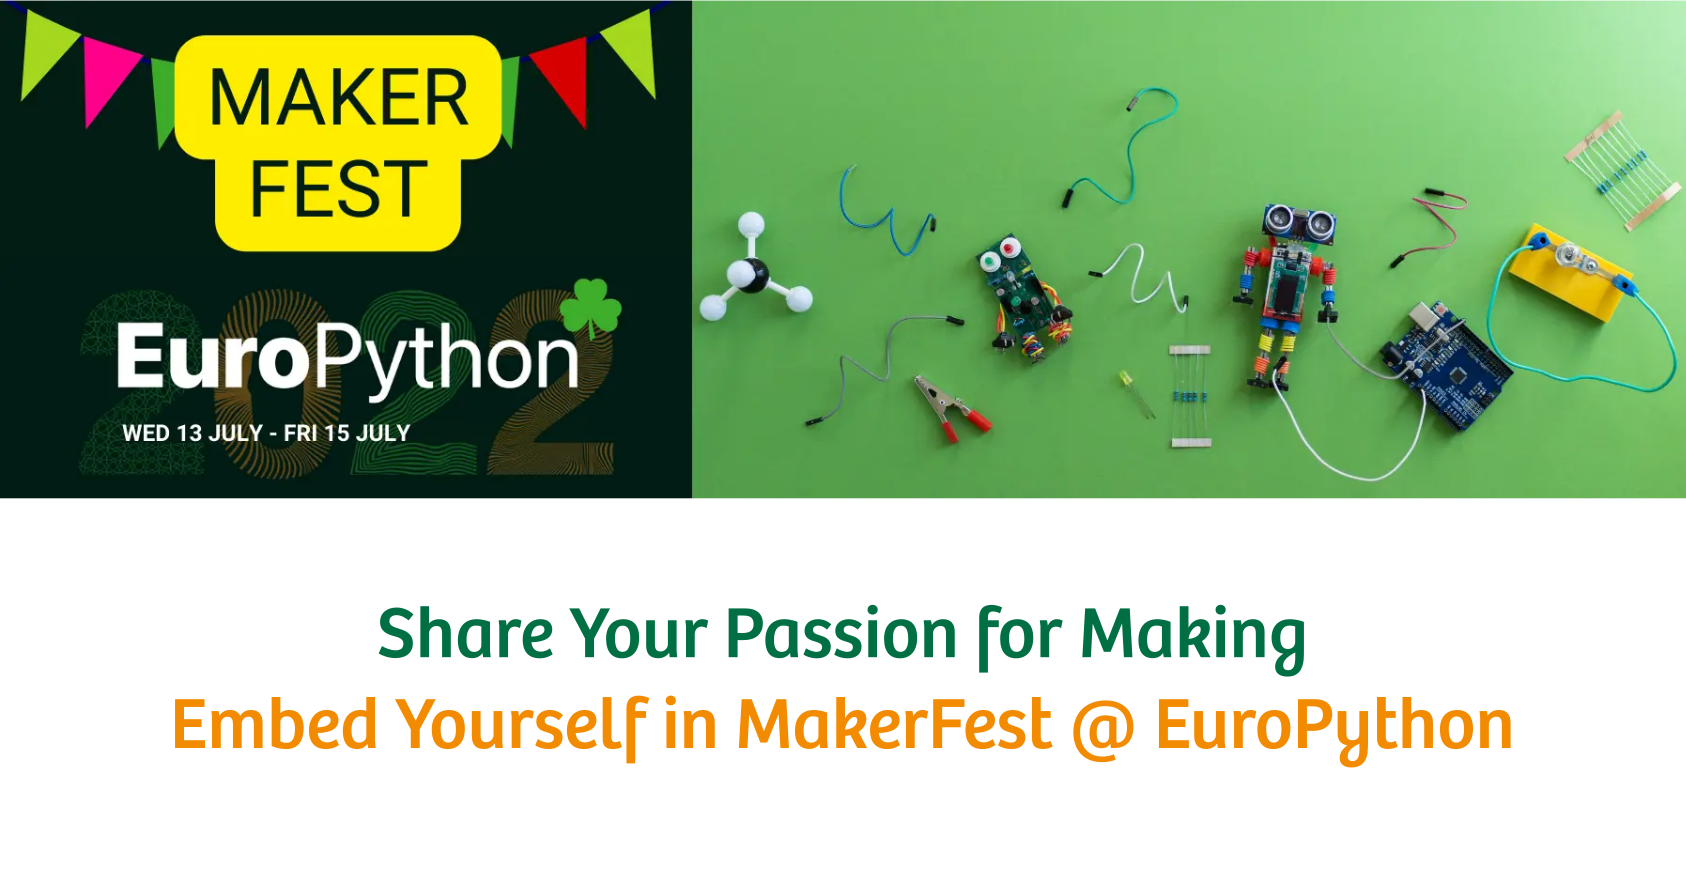 MAKER
FEST
2022
EuroPython
WED 13 JULY - FRI 15 JULY
Share Your Passion for Making
Embed Yourself in MakerFest @ EuroPython